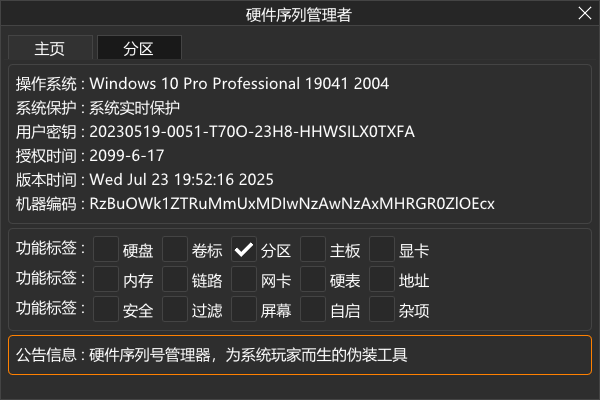 硬件序列管理者
主页 分区
操作系统 : Windows 10 Pro Professional 19041 2004
系统保护 : 系统实时保护
用户密钥 : 20230519-0051-T70O-23H8-HHWSILX0TXFA
授权时间 : 2099-6-17
版本时间 : Wed Jul 23 19:52:16 2025
机器编码 : RzBuOWk1ZTRuMmUxMDIwNzAwNzAxMHRGR0ZlOEcx
功能标签 : 硬盘 卷标 分区 主板 显卡
功能标签 : 内存 链路 网卡 硬表 地址
功能标签 : 安全 过滤 屏幕 自启 杂项
公告信息 : 硬件序列号管理器，为系统玩家而生的伪装工具